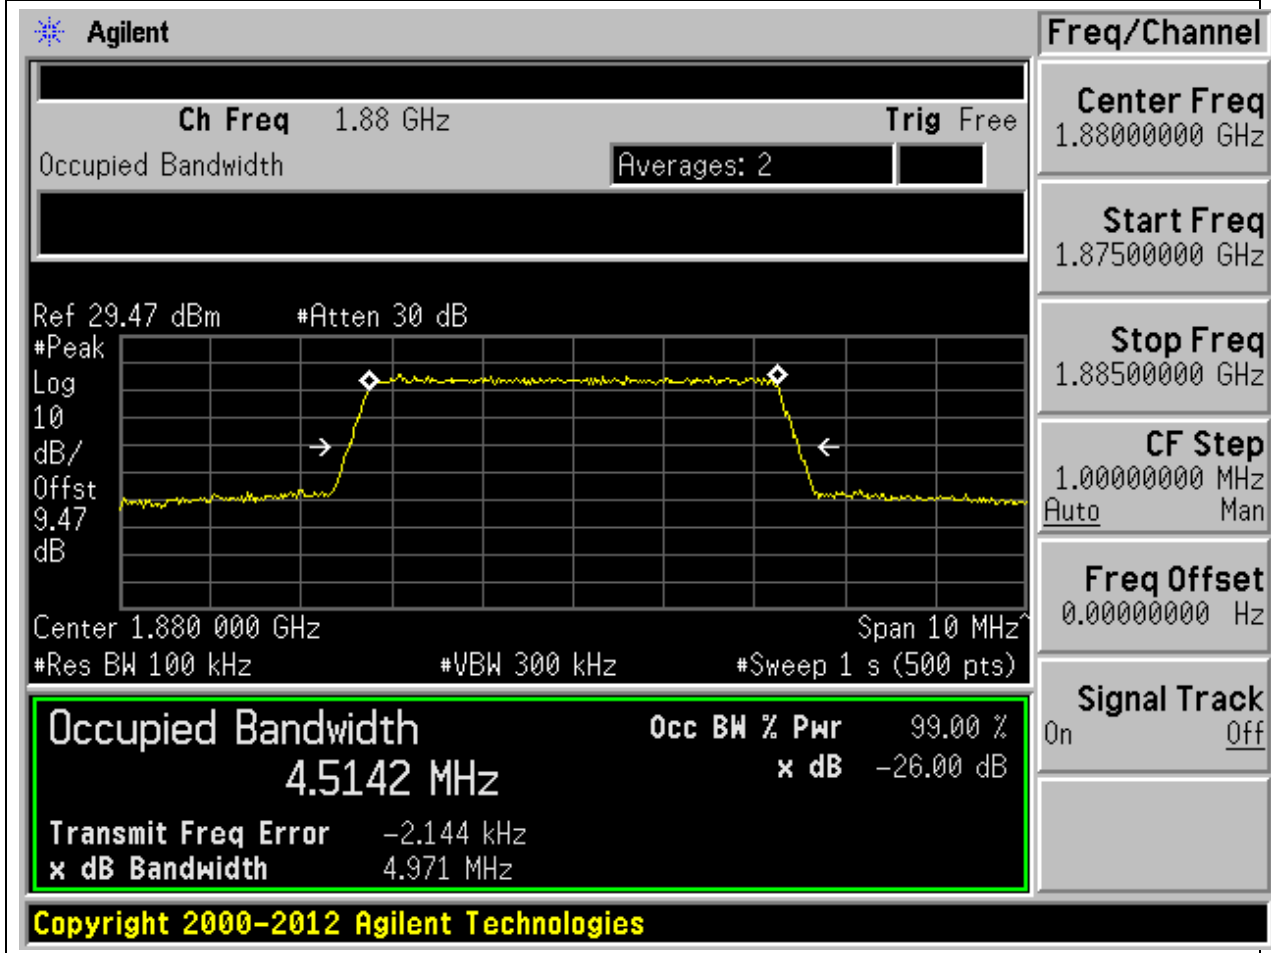 Agilent
Freq/Channel
Ch Freq 1.88 GHz Trig Free
Occupied Bandwidth Averages: 2
Center Freq
1.88000000 GHz
Start Freq
1.87500000 GHz
Stop Freq
1.88500000 GHz
CF Step
1.00000000 MHz
Auto Man
Freq Offset
0.00000000 Hz
Signal Track
On Off
Ref 29.47 dBm #Atten 30 dB
#Peak
Log
10
dB/
Offst
9.47
dB
Center 1.880 000 GHz Span 10 MHz^
#Res BW 100 kHz #VBW 300 kHz #Sweep 1 s (500 pts)
Occupied Bandwidth Occ BW % Pwr 99.00 %
4.5142 MHz x dB -26.00 dB
Transmit Freq Error -2.144 kHz
x dB Bandwidth 4.971 MHz
Copyright 2000-2012 Agilent Technologies